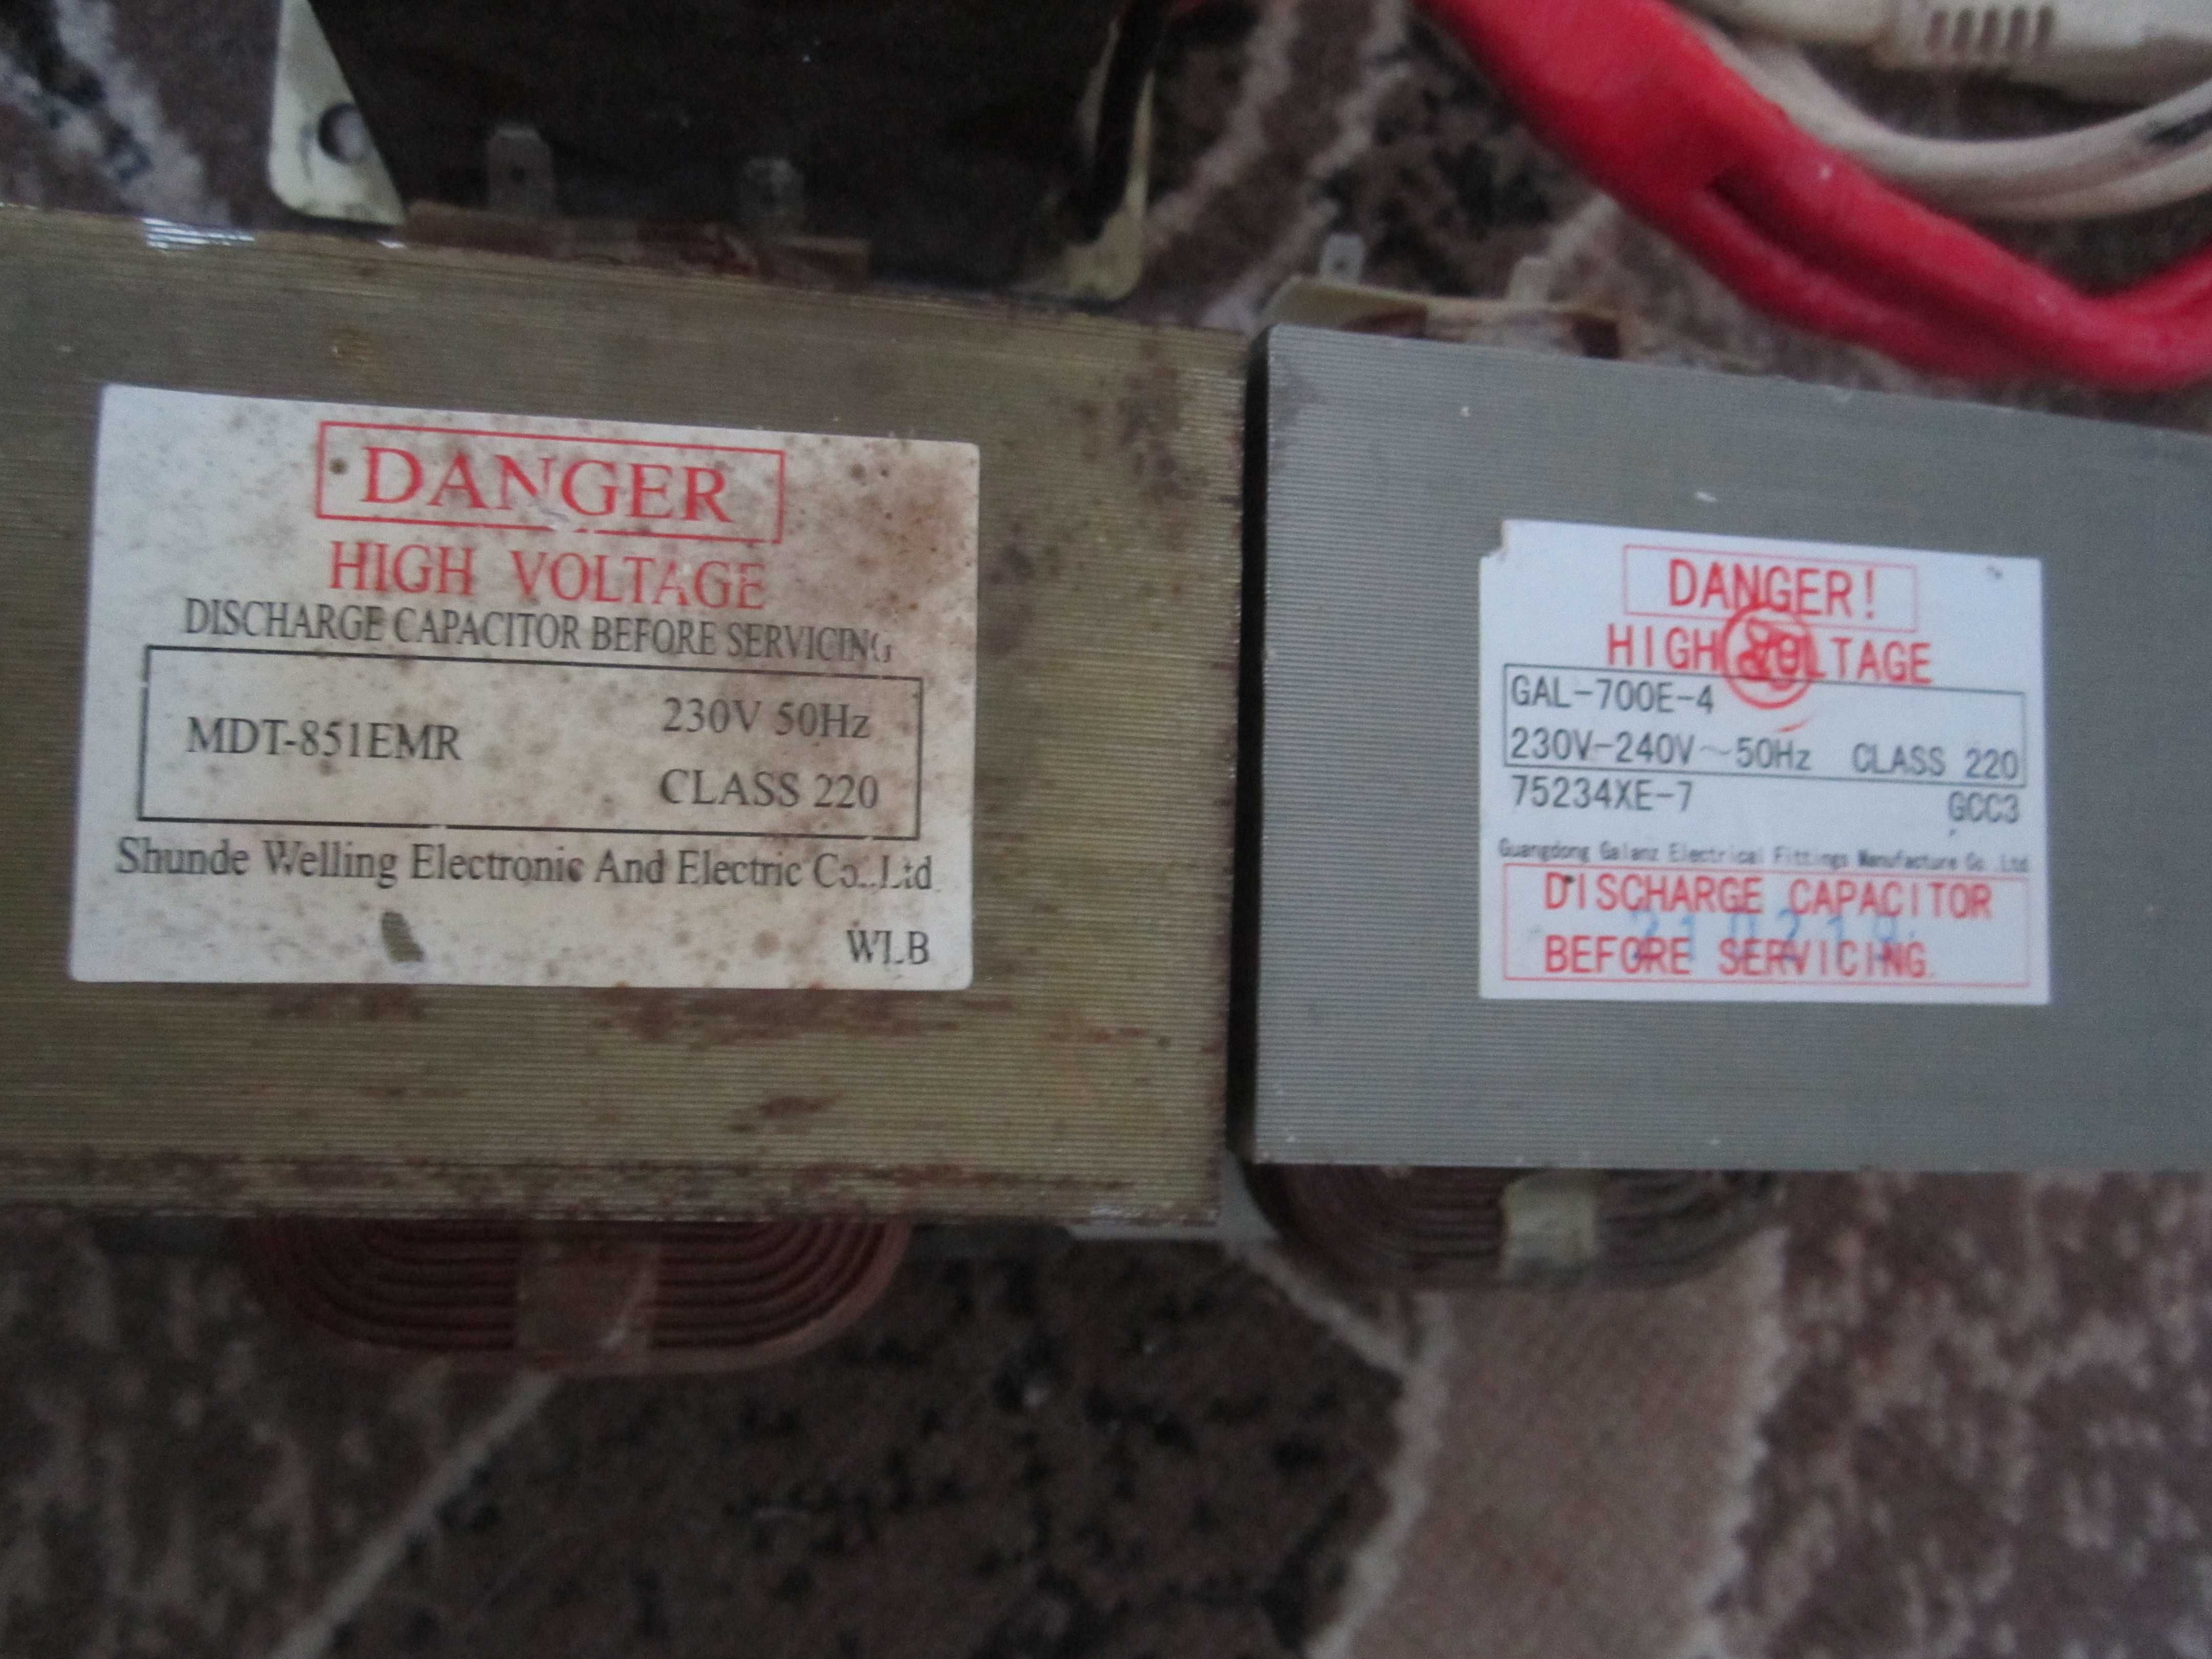 DANGER
HIGH VOLTAGE
DISCHARGE CAPACITOR BEFORE SERVICING
MDT-851EMR
230V 50Hz
CLASS 220
Shunde Welling Electronic And Electric Co.,Ltd
WLB
DANGER!
HIGH VOLTAGE
GAL-700E-4
230V-240V~50Hz CLASS 220
75234XE-7 GCC3
Guangdong Galanz Electrical Fittings Manufacture Co.,Ltd
DISCHARGE CAPACITOR
BEFORE SERVICING.